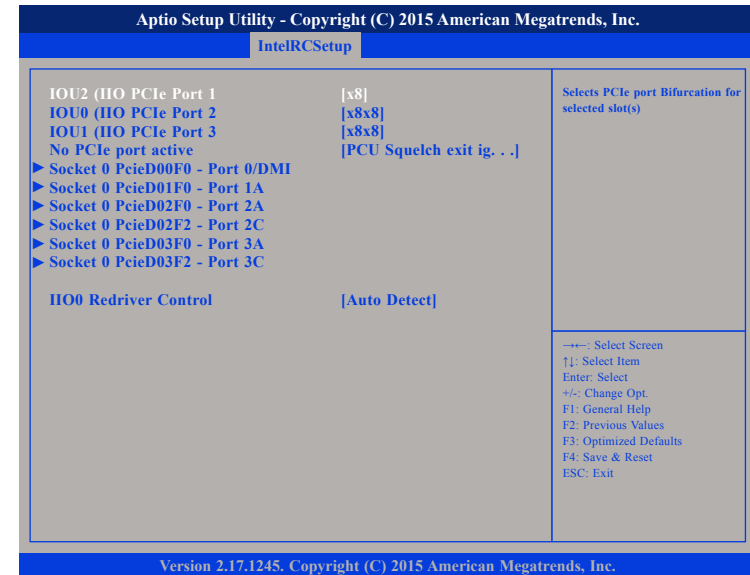 Aptio Setup Utility - Copyright (C) 2015 American Megatrends, Inc.
IntelRCSetup
IOU2 (IIO PCIe Port 1 [x8]
IOU0 (IIO PCIe Port 2 [x8x8]
IOU1 (IIO PCIe Port 3 [x8x8]
No PCIe port active [PCU Squelch exit ig. . .]
▶ Socket 0 PcieD00F0 - Port 0/DMI
▶ Socket 0 PcieD01F0 - Port 1A
▶ Socket 0 PcieD02F0 - Port 2A
▶ Socket 0 PcieD02F2 - Port 2C
▶ Socket 0 PcieD03F0 - Port 3A
▶ Socket 0 PcieD03F2 - Port 3C
IIO0 Redriver Control [Auto Detect]
Selects PCIe port Bifurcation for
selected slot(s)
→←: Select Screen
↑↓: Select Item
Enter: Select
+/-: Change Opt.
F1: General Help
F2: Previous Values
F3: Optimized Defaults
F4: Save & Reset
ESC: Exit
Version 2.17.1245. Copyright (C) 2015 American Megatrends, Inc.